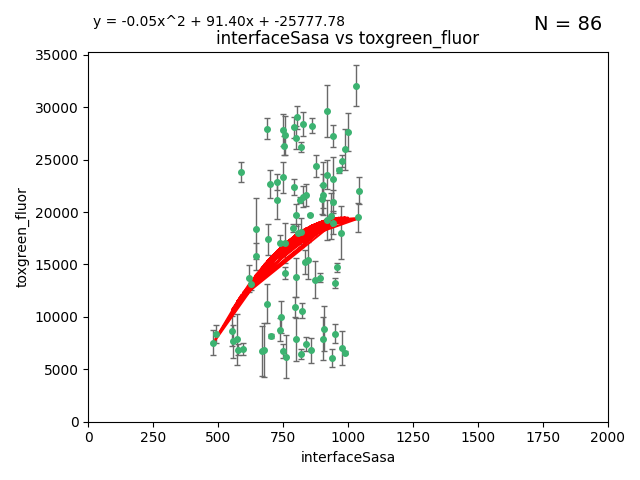 y = -0.05x^2 + 91.40x + -25777.78
N = 86
interfaceSasa vs toxgreen_fluor
35000
30000
25000
20000
15000
10000
5000
0
toxgreen_fluor
0 250 500 750 1000 1250 1500 1750 2000
interfaceSasa